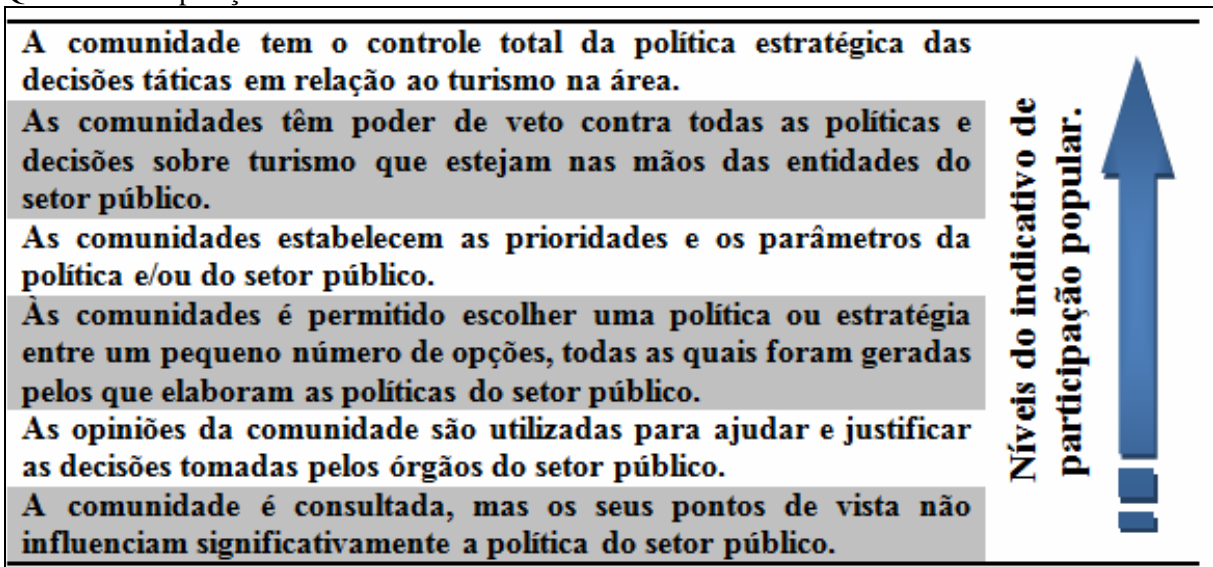 A comunidade tem o controle total da política estratégica das
decisões táticas em relação ao turismo na área.
As comunidades têm poder de veto contra todas as políticas e
decisões sobre turismo que estejam nas mãos das entidades do
setor público.
As comunidades estabelecem as prioridades e os parâmetros da
política e/ou do setor público.
Às comunidades é permitido escolher uma política ou estratégia
entre um pequeno número de opções, todas as quais foram geradas
pelos que elaboram as políticas do setor público.
As opiniões da comunidade são utilizadas para ajudar e justificar
as decisões tomadas pelos órgãos do setor público.
A comunidade é consultada, mas os seus pontos de vista não
influenciam significativamente a política do setor público.
Níveis do indicativo de
participação popular.